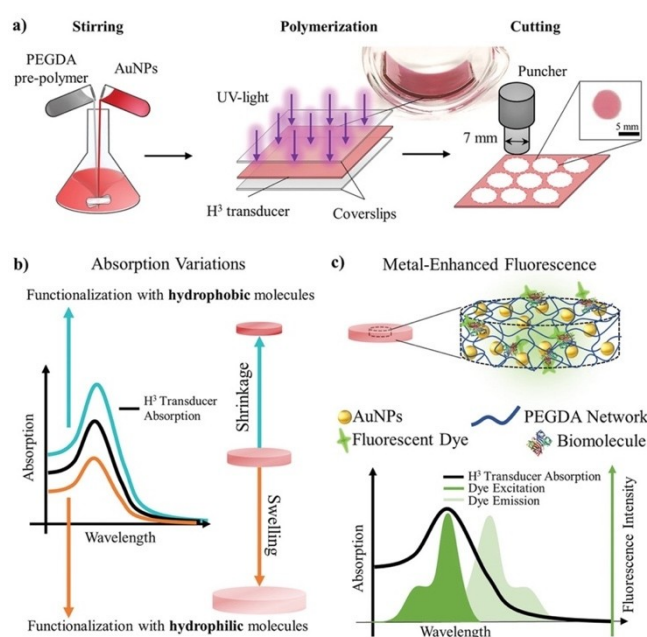 a)
Stirring
Polymerization
Cutting
PEGDA
pre-polymer
AuNPs
UV-light
H³ transducer
Coverslips
Puncher
7 mm
5 mm
b)
Absorption Variations
Functionalization with hydrophobic molecules
H³ Transducer
Absorption
Absorption
Wavelength
Shrinkage
Swelling
Functionalization with hydrophilic molecules
c)
Metal-Enhanced Fluorescence
AuNPs
PEGDA Network
Fluorescent Dye
Biomolecule
H³ Transducer Absorption
Dye Excitation
Dye Emission
Absorption
Fluorescence Intensity
Wavelength